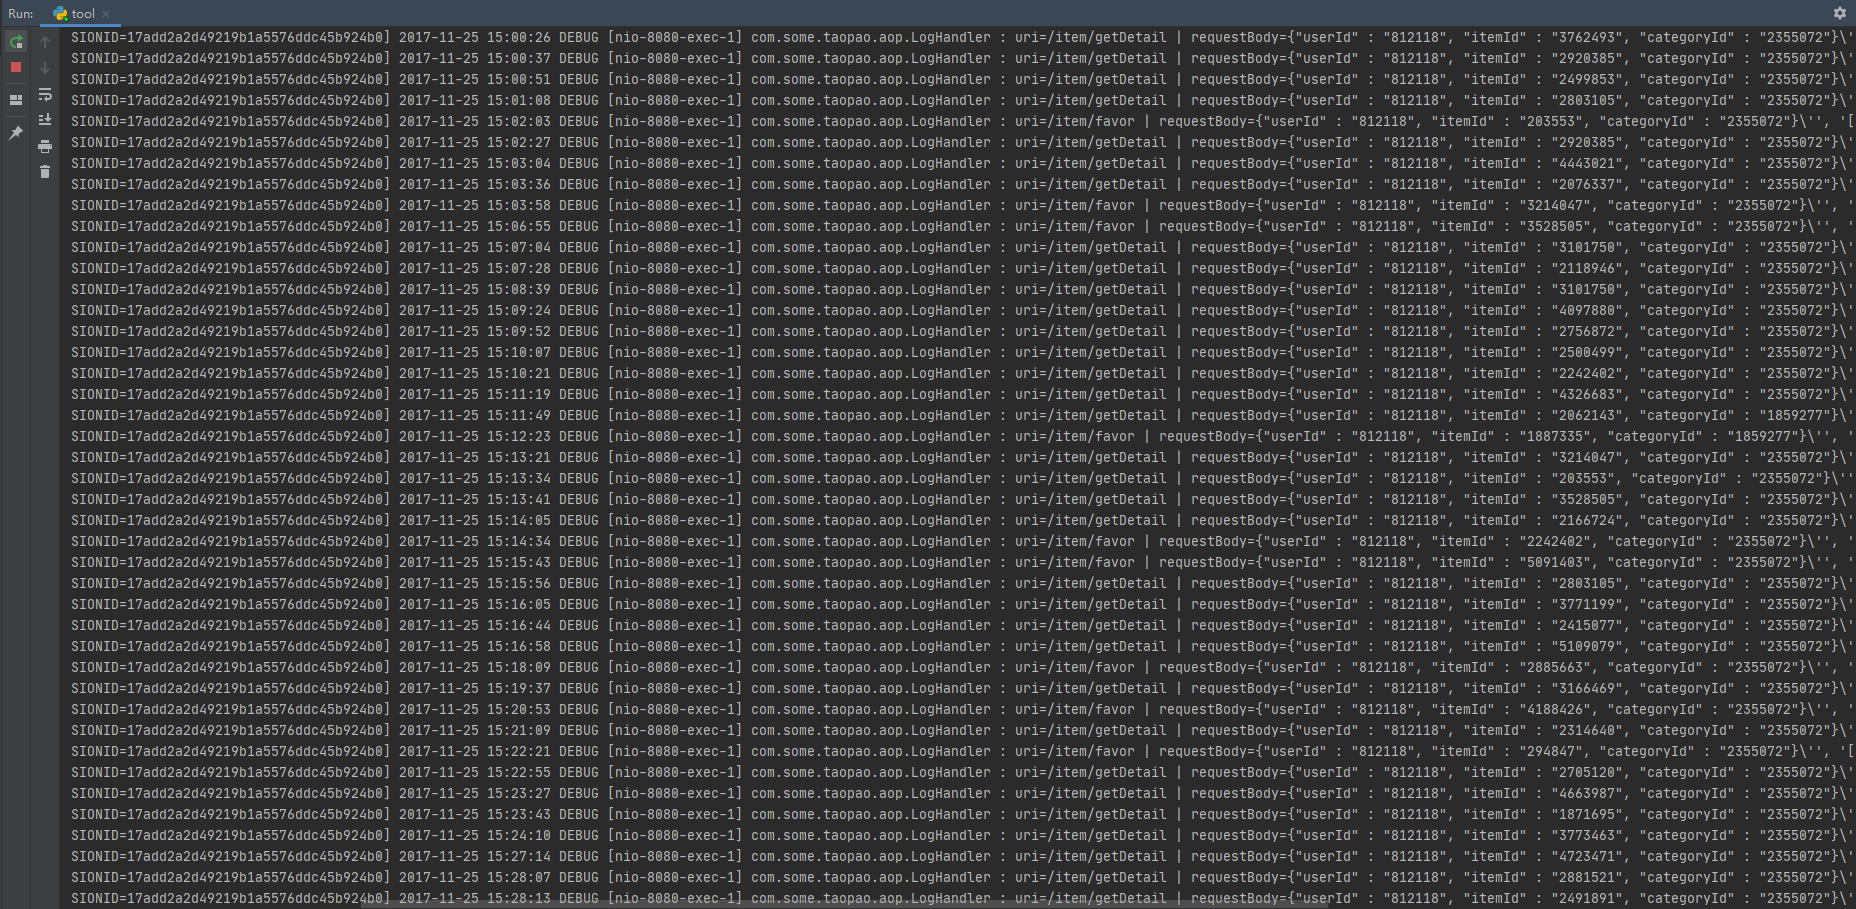 Run: tool
SIONID=17add2a2d49219b1a5576ddc45b924b0] 2017-11-25 15:00:26 DEBUG [nio-8080-exec-1] com.some.taopao.aop.LogHandler : uri=/item/getDetail | requestBody={"userId" : "812118", "itemId" : "3762493", "categoryId" : "2355072"}\'
SIONID=17add2a2d49219b1a5576ddc45b924b0] 2017-11-25 15:00:37 DEBUG [nio-8080-exec-1] com.some.taopao.aop.LogHandler : uri=/item/getDetail | requestBody={"userId" : "812118", "itemId" : "2920385", "categoryId" : "2355072"}\'
SIONID=17add2a2d49219b1a5576ddc45b924b0] 2017-11-25 15:00:51 DEBUG [nio-8080-exec-1] com.some.taopao.aop.LogHandler : uri=/item/getDetail | requestBody={"userId" : "812118", "itemId" : "2499853", "categoryId" : "2355072"}\'
SIONID=17add2a2d49219b1a5576ddc45b924b0] 2017-11-25 15:01:08 DEBUG [nio-8080-exec-1] com.some.taopao.aop.LogHandler : uri=/item/getDetail | requestBody={"userId" : "812118", "itemId" : "2803105", "categoryId" : "2355072"}\'
SIONID=17add2a2d49219b1a5576ddc45b924b0] 2017-11-25 15:02:03 DEBUG [nio-8080-exec-1] com.some.taopao.aop.LogHandler : uri=/item/favor | requestBody={"userId" : "812118", "itemId" : "203553", "categoryId" : "2355072"}\'', '[
SIONID=17add2a2d49219b1a5576ddc45b924b0] 2017-11-25 15:02:27 DEBUG [nio-8080-exec-1] com.some.taopao.aop.LogHandler : uri=/item/getDetail | requestBody={"userId" : "812118", "itemId" : "2920385", "categoryId" : "2355072"}\'
SIONID=17add2a2d49219b1a5576ddc45b924b0] 2017-11-25 15:03:04 DEBUG [nio-8080-exec-1] com.some.taopao.aop.LogHandler : uri=/item/getDetail | requestBody={"userId" : "812118", "itemId" : "4443021", "categoryId" : "2355072"}\'
SIONID=17add2a2d49219b1a5576ddc45b924b0] 2017-11-25 15:03:36 DEBUG [nio-8080-exec-1] com.some.taopao.aop.LogHandler : uri=/item/getDetail | requestBody={"userId" : "812118", "itemId" : "2076337", "categoryId" : "2355072"}\'
SIONID=17add2a2d49219b1a5576ddc45b924b0] 2017-11-25 15:03:58 DEBUG [nio-8080-exec-1] com.some.taopao.aop.LogHandler : uri=/item/favor | requestBody={"userId" : "812118", "itemId" : "3214047", "categoryId" : "2355072"}\'', '
SIONID=17add2a2d49219b1a5576ddc45b924b0] 2017-11-25 15:06:55 DEBUG [nio-8080-exec-1] com.some.taopao.aop.LogHandler : uri=/item/favor | requestBody={"userId" : "812118", "itemId" : "3528505", "categoryId" : "2355072"}\'', '
SIONID=17add2a2d49219b1a5576ddc45b924b0] 2017-11-25 15:07:04 DEBUG [nio-8080-exec-1] com.some.taopao.aop.LogHandler : uri=/item/getDetail | requestBody={"userId" : "812118", "itemId" : "3101750", "categoryId" : "2355072"}\'
SIONID=17add2a2d49219b1a5576ddc45b924b0] 2017-11-25 15:07:28 DEBUG [nio-8080-exec-1] com.some.taopao.aop.LogHandler : uri=/item/getDetail | requestBody={"userId" : "812118", "itemId" : "2118946", "categoryId" : "2355072"}\'
SIONID=17add2a2d49219b1a5576ddc45b924b0] 2017-11-25 15:08:39 DEBUG [nio-8080-exec-1] com.some.taopao.aop.LogHandler : uri=/item/getDetail | requestBody={"userId" : "812118", "itemId" : "3101750", "categoryId" : "2355072"}\'
SIONID=17add2a2d49219b1a5576ddc45b924b0] 2017-11-25 15:09:24 DEBUG [nio-8080-exec-1] com.some.taopao.aop.LogHandler : uri=/item/getDetail | requestBody={"userId" : "812118", "itemId" : "4097880", "categoryId" : "2355072"}\'
SIONID=17add2a2d49219b1a5576ddc45b924b0] 2017-11-25 15:09:52 DEBUG [nio-8080-exec-1] com.some.taopao.aop.LogHandler : uri=/item/getDetail | requestBody={"userId" : "812118", "itemId" : "2756872", "categoryId" : "2355072"}\'
SIONID=17add2a2d49219b1a5576ddc45b924b0] 2017-11-25 15:10:07 DEBUG [nio-8080-exec-1] com.some.taopao.aop.LogHandler : uri=/item/getDetail | requestBody={"userId" : "812118", "itemId" : "2500499", "categoryId" : "2355072"}\'
SIONID=17add2a2d49219b1a5576ddc45b924b0] 2017-11-25 15:10:21 DEBUG [nio-8080-exec-1] com.some.taopao.aop.LogHandler : uri=/item/getDetail | requestBody={"userId" : "812118", "itemId" : "2242402", "categoryId" : "2355072"}\'
SIONID=17add2a2d49219b1a5576ddc45b924b0] 2017-11-25 15:11:19 DEBUG [nio-8080-exec-1] com.some.taopao.aop.LogHandler : uri=/item/getDetail | requestBody={"userId" : "812118", "itemId" : "4326683", "categoryId" : "2355072"}\'
SIONID=17add2a2d49219b1a5576ddc45b924b0] 2017-11-25 15:11:49 DEBUG [nio-8080-exec-1] com.some.taopao.aop.LogHandler : uri=/item/getDetail | requestBody={"userId" : "812118", "itemId" : "2062143", "categoryId" : "1859277"}\'
SIONID=17add2a2d49219b1a5576ddc45b924b0] 2017-11-25 15:12:23 DEBUG [nio-8080-exec-1] com.some.taopao.aop.LogHandler : uri=/item/favor | requestBody={"userId" : "812118", "itemId" : "1887335", "categoryId" : "1859277"}\'', '
SIONID=17add2a2d49219b1a5576ddc45b924b0] 2017-11-25 15:13:21 DEBUG [nio-8080-exec-1] com.some.taopao.aop.LogHandler : uri=/item/getDetail | requestBody={"userId" : "812118", "itemId" : "3214047", "categoryId" : "2355072"}\'
SIONID=17add2a2d49219b1a5576ddc45b924b0] 2017-11-25 15:13:34 DEBUG [nio-8080-exec-1] com.some.taopao.aop.LogHandler : uri=/item/getDetail | requestBody={"userId" : "812118", "itemId" : "203553", "categoryId" : "2355072"}\''
SIONID=17add2a2d49219b1a5576ddc45b924b0] 2017-11-25 15:13:41 DEBUG [nio-8080-exec-1] com.some.taopao.aop.LogHandler : uri=/item/getDetail | requestBody={"userId" : "812118", "itemId" : "3528505", "categoryId" : "2355072"}\'
SIONID=17add2a2d49219b1a5576ddc45b924b0] 2017-11-25 15:14:05 DEBUG [nio-8080-exec-1] com.some.taopao.aop.LogHandler : uri=/item/getDetail | requestBody={"userId" : "812118", "itemId" : "2166724", "categoryId" : "2355072"}\'
SIONID=17add2a2d49219b1a5576ddc45b924b0] 2017-11-25 15:14:34 DEBUG [nio-8080-exec-1] com.some.taopao.aop.LogHandler : uri=/item/favor | requestBody={"userId" : "812118", "itemId" : "2242402", "categoryId" : "2355072"}\'', '
SIONID=17add2a2d49219b1a5576ddc45b924b0] 2017-11-25 15:15:43 DEBUG [nio-8080-exec-1] com.some.taopao.aop.LogHandler : uri=/item/favor | requestBody={"userId" : "812118", "itemId" : "5091403", "categoryId" : "2355072"}\'', '
SIONID=17add2a2d49219b1a5576ddc45b924b0] 2017-11-25 15:15:56 DEBUG [nio-8080-exec-1] com.some.taopao.aop.LogHandler : uri=/item/getDetail | requestBody={"userId" : "812118", "itemId" : "2803105", "categoryId" : "2355072"}\'
SIONID=17add2a2d49219b1a5576ddc45b924b0] 2017-11-25 15:16:05 DEBUG [nio-8080-exec-1] com.some.taopao.aop.LogHandler : uri=/item/getDetail | requestBody={"userId" : "812118", "itemId" : "3771199", "categoryId" : "2355072"}\'
SIONID=17add2a2d49219b1a5576ddc45b924b0] 2017-11-25 15:16:44 DEBUG [nio-8080-exec-1] com.some.taopao.aop.LogHandler : uri=/item/getDetail | requestBody={"userId" : "812118", "itemId" : "2415077", "categoryId" : "2355072"}\'
SIONID=17add2a2d49219b1a5576ddc45b924b0] 2017-11-25 15:16:58 DEBUG [nio-8080-exec-1] com.some.taopao.aop.LogHandler : uri=/item/getDetail | requestBody={"userId" : "812118", "itemId" : "5109079", "categoryId" : "2355072"}\'
SIONID=17add2a2d49219b1a5576ddc45b924b0] 2017-11-25 15:18:09 DEBUG [nio-8080-exec-1] com.some.taopao.aop.LogHandler : uri=/item/favor | requestBody={"userId" : "812118", "itemId" : "2885663", "categoryId" : "2355072"}\'', '
SIONID=17add2a2d49219b1a5576ddc45b924b0] 2017-11-25 15:19:37 DEBUG [nio-8080-exec-1] com.some.taopao.aop.LogHandler : uri=/item/getDetail | requestBody={"userId" : "812118", "itemId" : "3166469", "categoryId" : "2355072"}\'
SIONID=17add2a2d49219b1a5576ddc45b924b0] 2017-11-25 15:20:53 DEBUG [nio-8080-exec-1] com.some.taopao.aop.LogHandler : uri=/item/favor | requestBody={"userId" : "812118", "itemId" : "4188426", "categoryId" : "2355072"}\'', '
SIONID=17add2a2d49219b1a5576ddc45b924b0] 2017-11-25 15:21:09 DEBUG [nio-8080-exec-1] com.some.taopao.aop.LogHandler : uri=/item/getDetail | requestBody={"userId" : "812118", "itemId" : "2314640", "categoryId" : "2355072"}\'
SIONID=17add2a2d49219b1a5576ddc45b924b0] 2017-11-25 15:22:21 DEBUG [nio-8080-exec-1] com.some.taopao.aop.LogHandler : uri=/item/favor | requestBody={"userId" : "812118", "itemId" : "294847", "categoryId" : "2355072"}\'', '[
SIONID=17add2a2d49219b1a5576ddc45b924b0] 2017-11-25 15:22:55 DEBUG [nio-8080-exec-1] com.some.taopao.aop.LogHandler : uri=/item/getDetail | requestBody={"userId" : "812118", "itemId" : "2705120", "categoryId" : "2355072"}\'
SIONID=17add2a2d49219b1a5576ddc45b924b0] 2017-11-25 15:23:27 DEBUG [nio-8080-exec-1] com.some.taopao.aop.LogHandler : uri=/item/getDetail | requestBody={"userId" : "812118", "itemId" : "4663987", "categoryId" : "2355072"}\'
SIONID=17add2a2d49219b1a5576ddc45b924b0] 2017-11-25 15:23:43 DEBUG [nio-8080-exec-1] com.some.taopao.aop.LogHandler : uri=/item/getDetail | requestBody={"userId" : "812118", "itemId" : "1871695", "categoryId" : "2355072"}\'
SIONID=17add2a2d49219b1a5576ddc45b924b0] 2017-11-25 15:24:10 DEBUG [nio-8080-exec-1] com.some.taopao.aop.LogHandler : uri=/item/getDetail | requestBody={"userId" : "812118", "itemId" : "3773463", "categoryId" : "2355072"}\'
SIONID=17add2a2d49219b1a5576ddc45b924b0] 2017-11-25 15:27:14 DEBUG [nio-8080-exec-1] com.some.taopao.aop.LogHandler : uri=/item/getDetail | requestBody={"userId" : "812118", "itemId" : "4723471", "categoryId" : "2355072"}\'
SIONID=17add2a2d49219b1a5576ddc45b924b0] 2017-11-25 15:28:07 DEBUG [nio-8080-exec-1] com.some.taopao.aop.LogHandler : uri=/item/getDetail | requestBody={"userId" : "812118", "itemId" : "2881521", "categoryId" : "2355072"}\'
SIONID=17add2a2d49219b1a5576ddc45b924b0] 2017-11-25 15:28:13 DEBUG [nio-8080-exec-1] com.some.taopao.aop.LogHandler : uri=/item/getDetail | requestBody={"userId" : "812118", "itemId" : "2491891", "categoryId" : "2355072"}\'